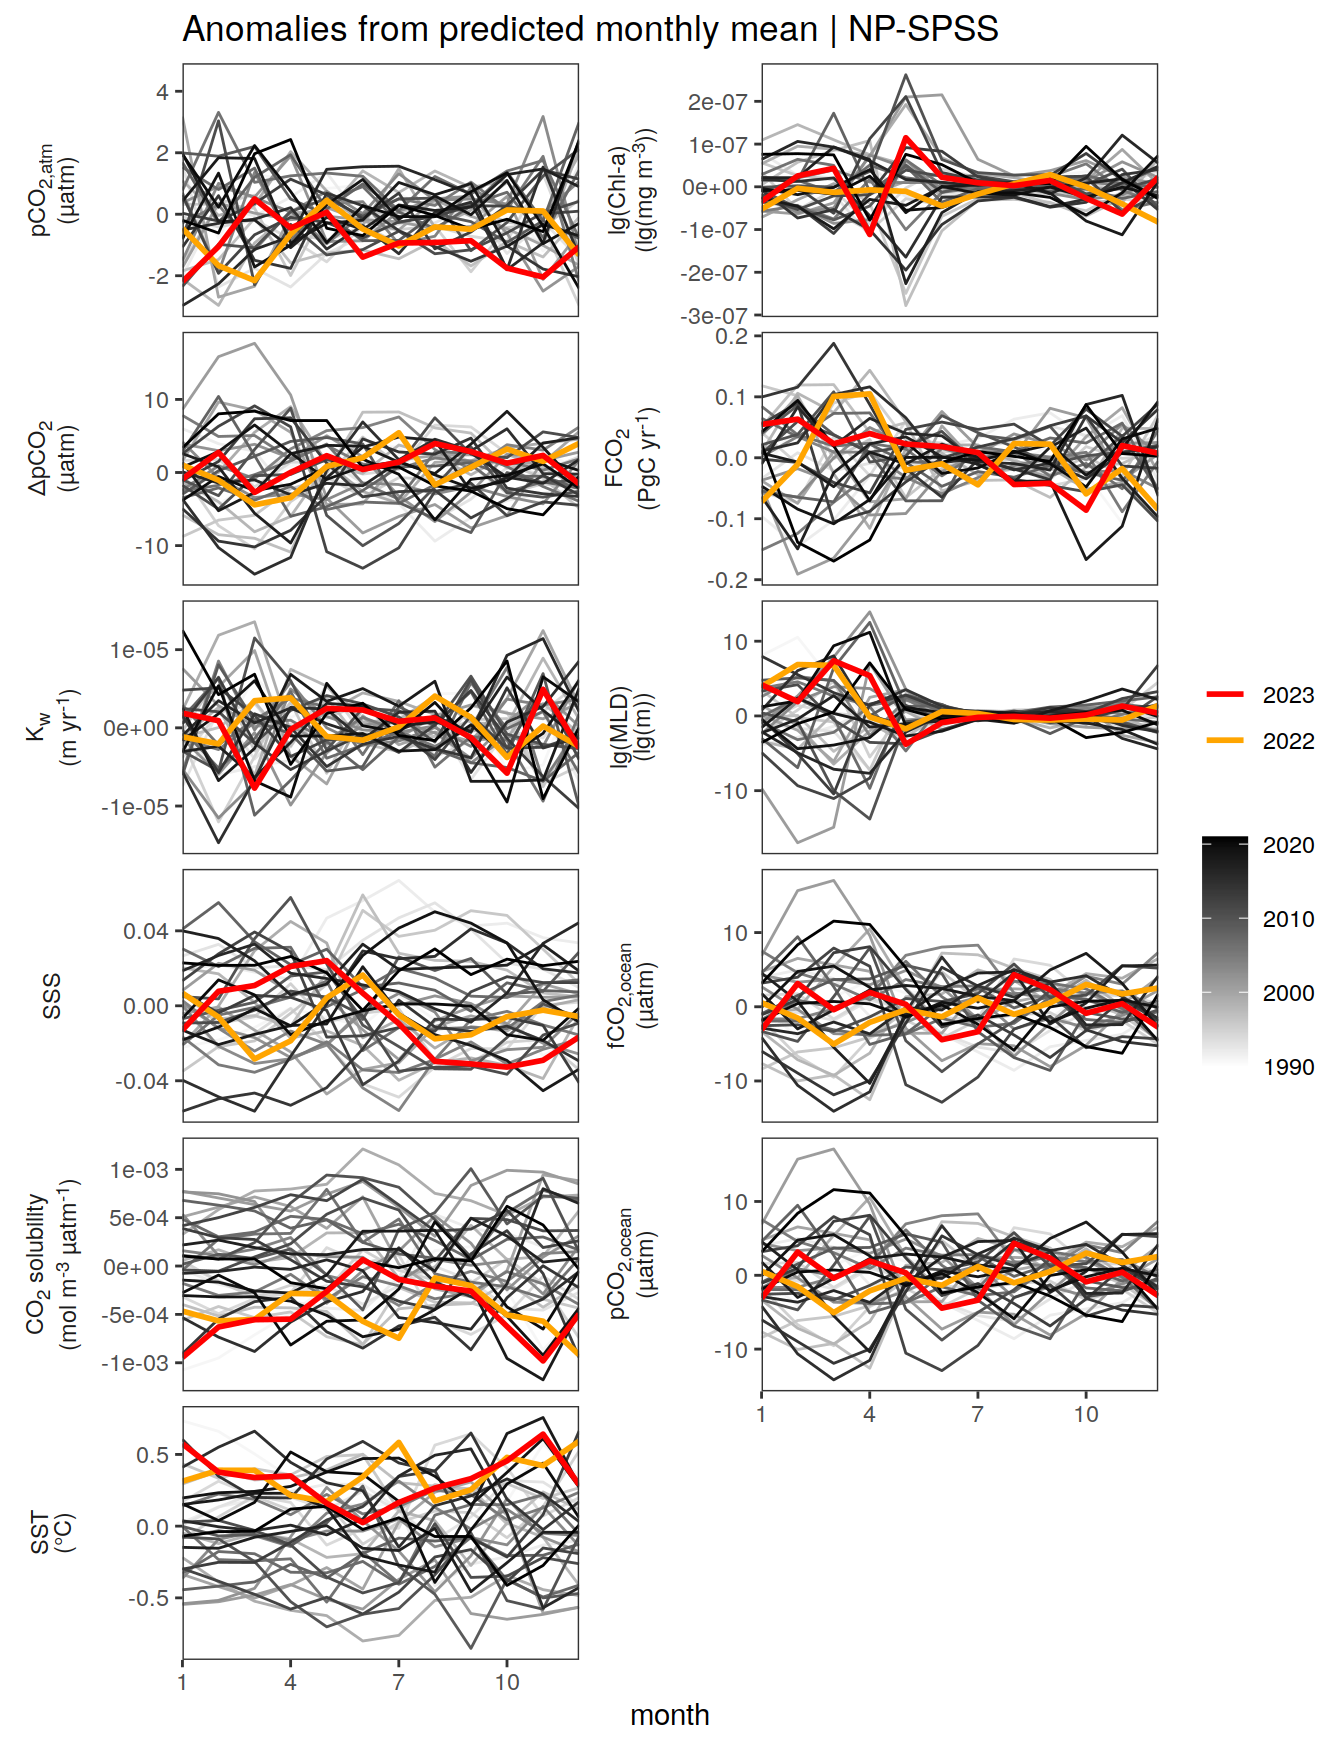 Anomalies from predicted monthly mean | NP-SPSS
pCO2,atm
(µatm)
4
2
0
-2
lg(Chl-a)
(lg(mg m-3))
2e-07
1e-07
0e+00
-1e-07
-2e-07
-3e-07
ΔpCO2
(µatm)
10
0
-10
FCO2
(PgC yr-1)
0.2
0.1
0.0
-0.1
-0.2
Kw
(m yr-1)
1e-05
0e+00
-1e-05
lg(MLD)
(lg(m))
10
0
-10
SSS
0.04
0.00
-0.04
fCO2,ocean
(µatm)
10
0
-10
CO2 solubility
(mol m-3 µatm-1)
1e-03
5e-04
0e+00
-5e-04
-1e-03
pCO2,ocean
(µatm)
10
0
-10
1 4 7 10
SST
(°C)
0.5
0.0
-0.5
1 4 7 10
month
2023
2022
2020
2010
2000
1990